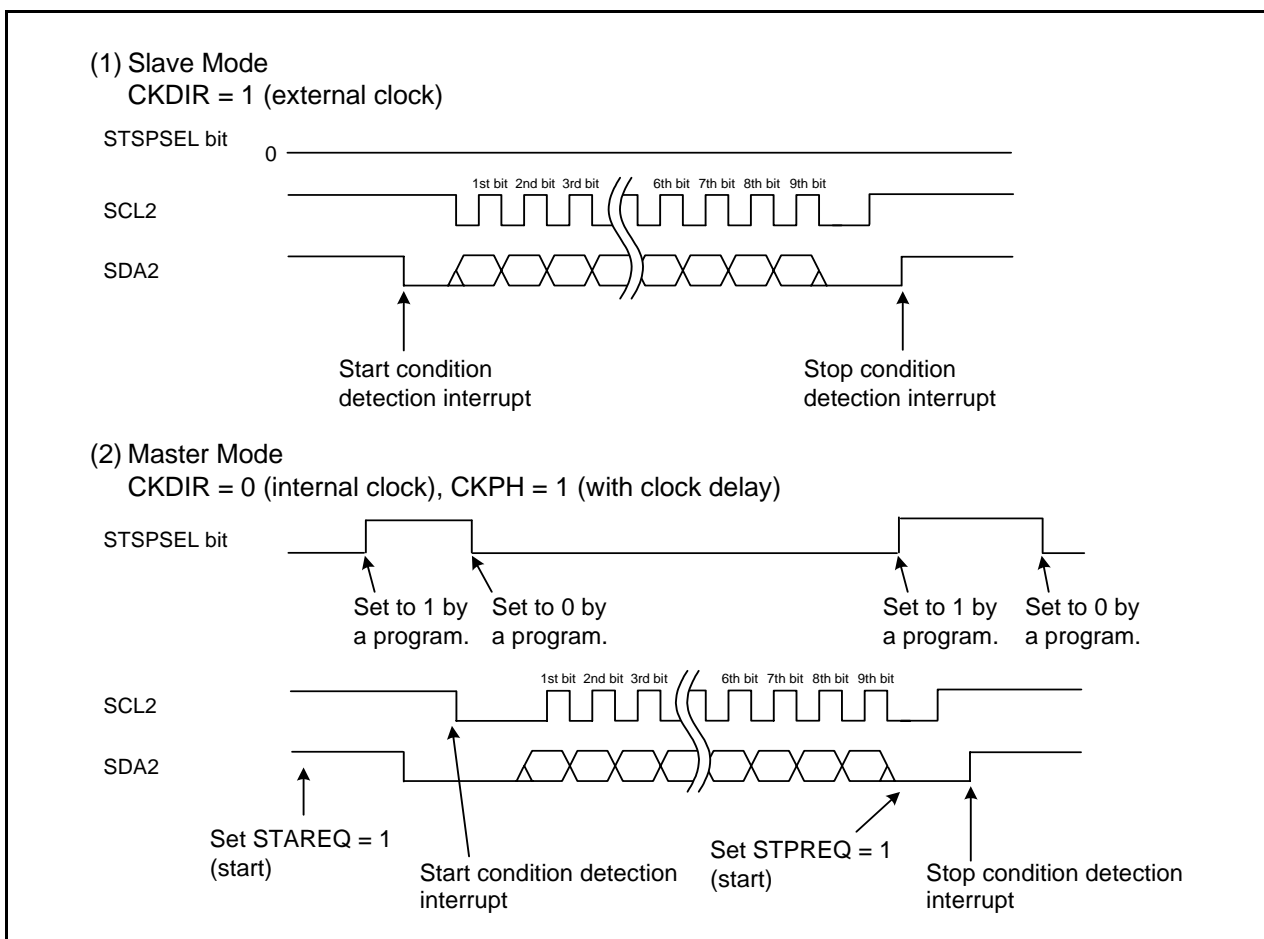 (1) Slave Mode
CKDIR = 1 (external clock)
STSPSEL bit
0
1st bit 2nd bit 3rd bit 6th bit 7th bit 8th bit 9th bit
SCL2
SDA2
Start condition
detection interrupt
Stop condition
detection interrupt
(2) Master Mode
CKDIR = 0 (internal clock), CKPH = 1 (with clock delay)
STSPSEL bit
Set to 1 by
a program.
Set to 0 by
a program.
Set to 1 by
a program.
Set to 0 by
a program.
1st bit 2nd bit 3rd bit 6th bit 7th bit 8th bit 9th bit
SCL2
SDA2
Set STAREQ = 1
(start)
Start condition detection
interrupt
Set STPREQ = 1
(start)
Stop condition detection
interrupt